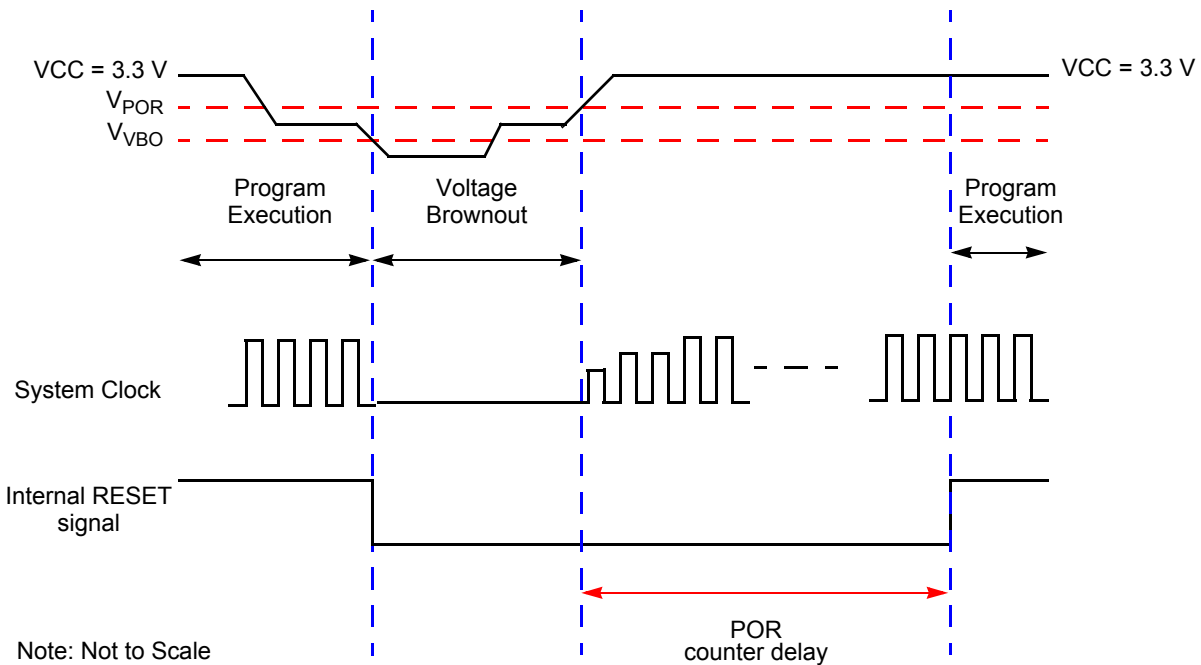 VCC = 3.3 V
VCC = 3.3 V
VPOR
VVBO
Program
Execution
Voltage
Brownout
Program
Execution
System Clock
Internal RESET
signal
POR
counter delay
Note: Not to Scale